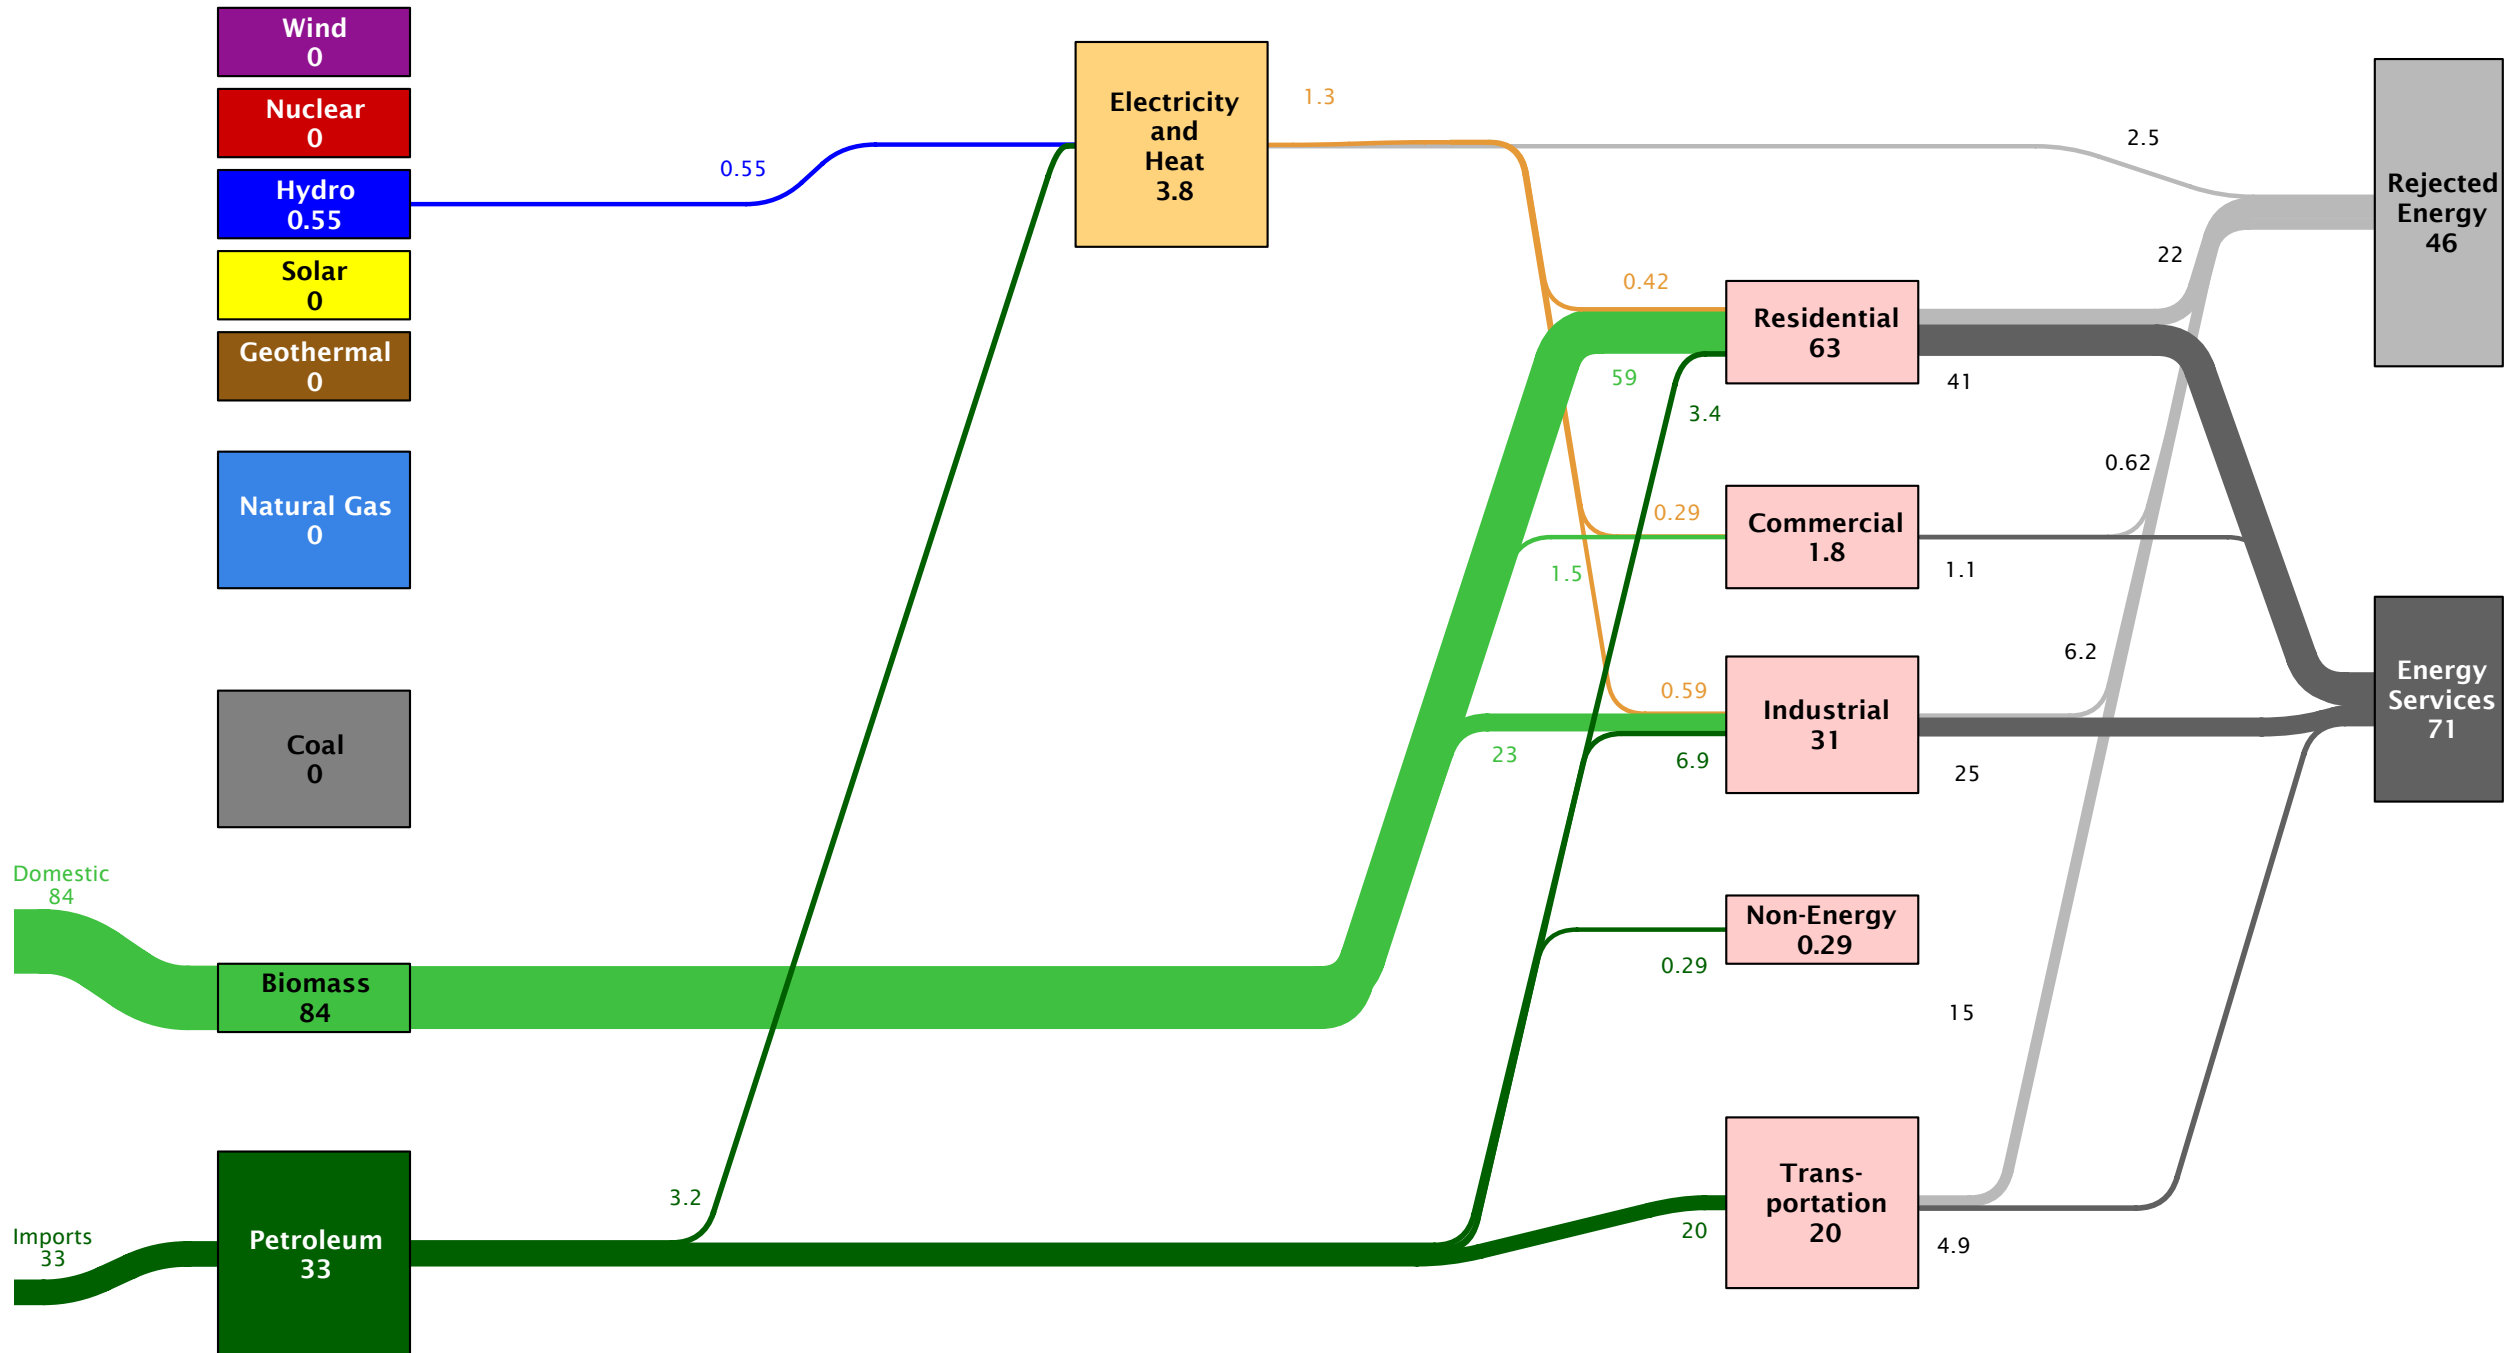 Wind
0
Nuclear
0
Hydro
0.55
Solar
0
Geothermal
0
Natural Gas
0
Coal
0
Domestic
84
Biomass
84
Imports
33
Petroleum
33
0.55
3.2
Electricity
and
Heat
3.8
1.3
0.42
59
3.4
0.29
1.5
0.59
23
6.9
0.29
20
Residential
63
Commercial
1.8
Industrial
31
Non-Energy
0.29
Trans-
portation
20
2.5
22
41
0.62
1.1
6.2
25
15
4.9
Rejected
Energy
46
Energy
Services
71